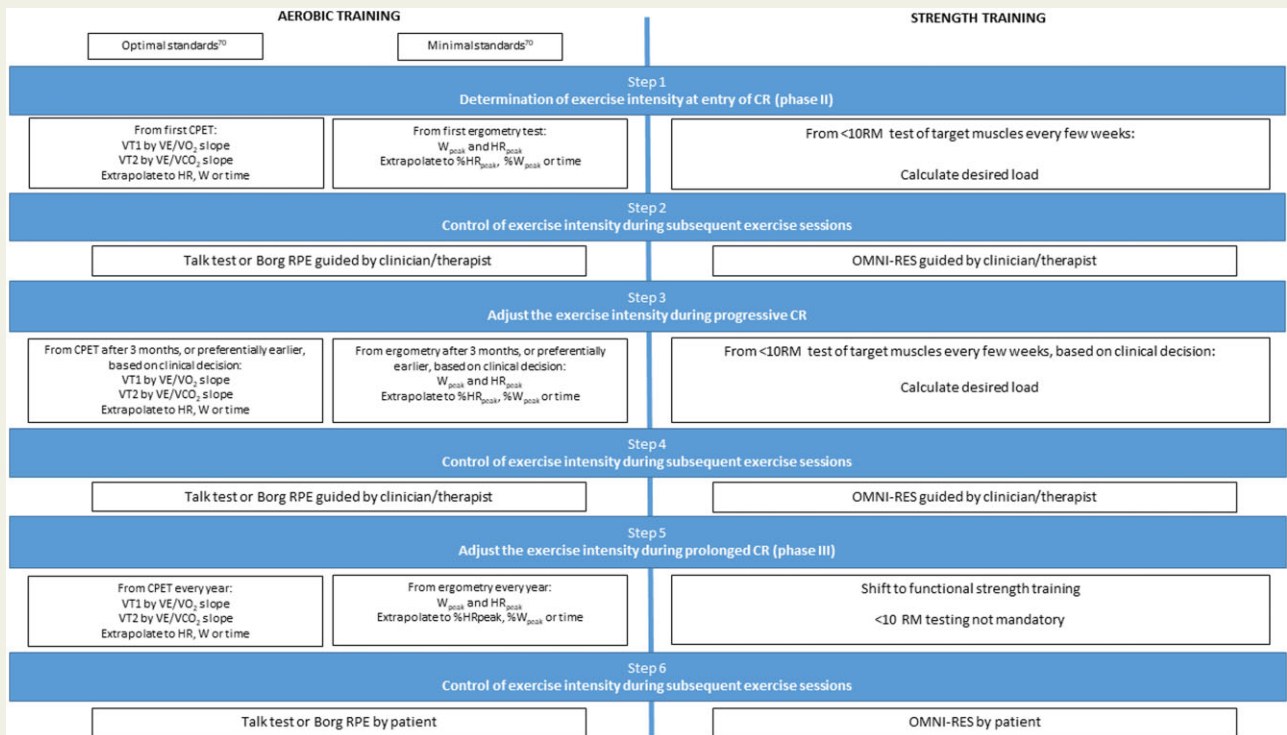 AEROBIC TRAINING
STRENGTH TRAINING
Optimal standards⁷⁰
Minimal standards⁷⁰
Step 1
Determination of exercise intensity at entry of CR (phase II)
From first CPET:
VT1 by VE/VO₂ slope
VT2 by VE/VCO₂ slope
Extrapolate to HR, W or time
From first ergometry test:
Wpeak and HRpeak
Extrapolate to %HRpeak, %Wpeak or time
From <10RM test of target muscles every few weeks:
Calculate desired load
Step 2
Control of exercise intensity during subsequent exercise sessions
Talk test or Borg RPE guided by clinician/therapist
OMNI-RES guided by clinician/therapist
Step 3
Adjust the exercise intensity during progressive CR
From CPET after 3 months, or preferentially earlier,
based on clinical decision:
VT1 by VE/VO₂ slope
VT2 by VE/VCO₂ slope
Extrapolate to HR, W or time
From ergometry after 3 months, or preferentially
earlier, based on clinical decision:
Wpeak and HRpeak
Extrapolate to %HRpeak, %Wpeak or time
From <10RM test of target muscles every few weeks, based on clinical decision:
Calculate desired load
Step 4
Control of exercise intensity during subsequent exercise sessions
Talk test or Borg RPE guided by clinician/therapist
OMNI-RES guided by clinician/therapist
Step 5
Adjust the exercise intensity during prolonged CR (phase III)
From CPET every year:
VT1 by VE/VO₂ slope
VT2 by VE/VCO₂ slope
Extrapolate to HR, W or time
From ergometry every year:
Wpeak and HRpeak
Extrapolate to %HRpeak, %Wpeak or time
Shift to functional strength training
<10 RM testing not mandatory
Step 6
Control of exercise intensity during subsequent exercise sessions
Talk test or Borg RPE by patient
OMNI-RES by patient